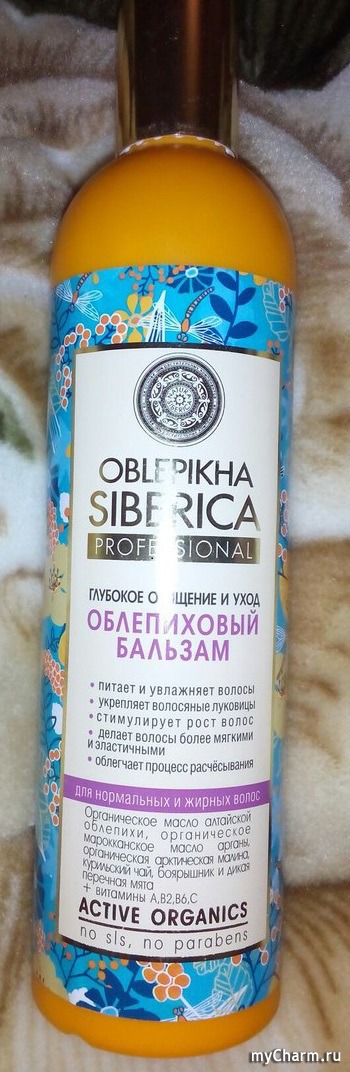 OBLEPIKHA
SIBERICA
PROFESSIONAL
ГЛУБОКОЕ ОЧИЩЕНИЕ И УХОД
ОБЛЕПИХОВЫЙ
БАЛЬЗАМ
• питает и увлажняет волосы
• укрепляет волосяные луковицы
• стимулирует рост волос
• делает волосы более мягкими
и эластичными
• облегчает процесс расчёсывания
для нормальных и жирных волос
Органическое масло алтайской
облепихи, органическое
марокканское масло арганы,
органическая арктическая малина,
курильский чай, боярышник и дикая
перечная мята
+ витамины А,В2,В6,С
ACTIVE ORGANICS
no sls, no parabens
myCharm.ru